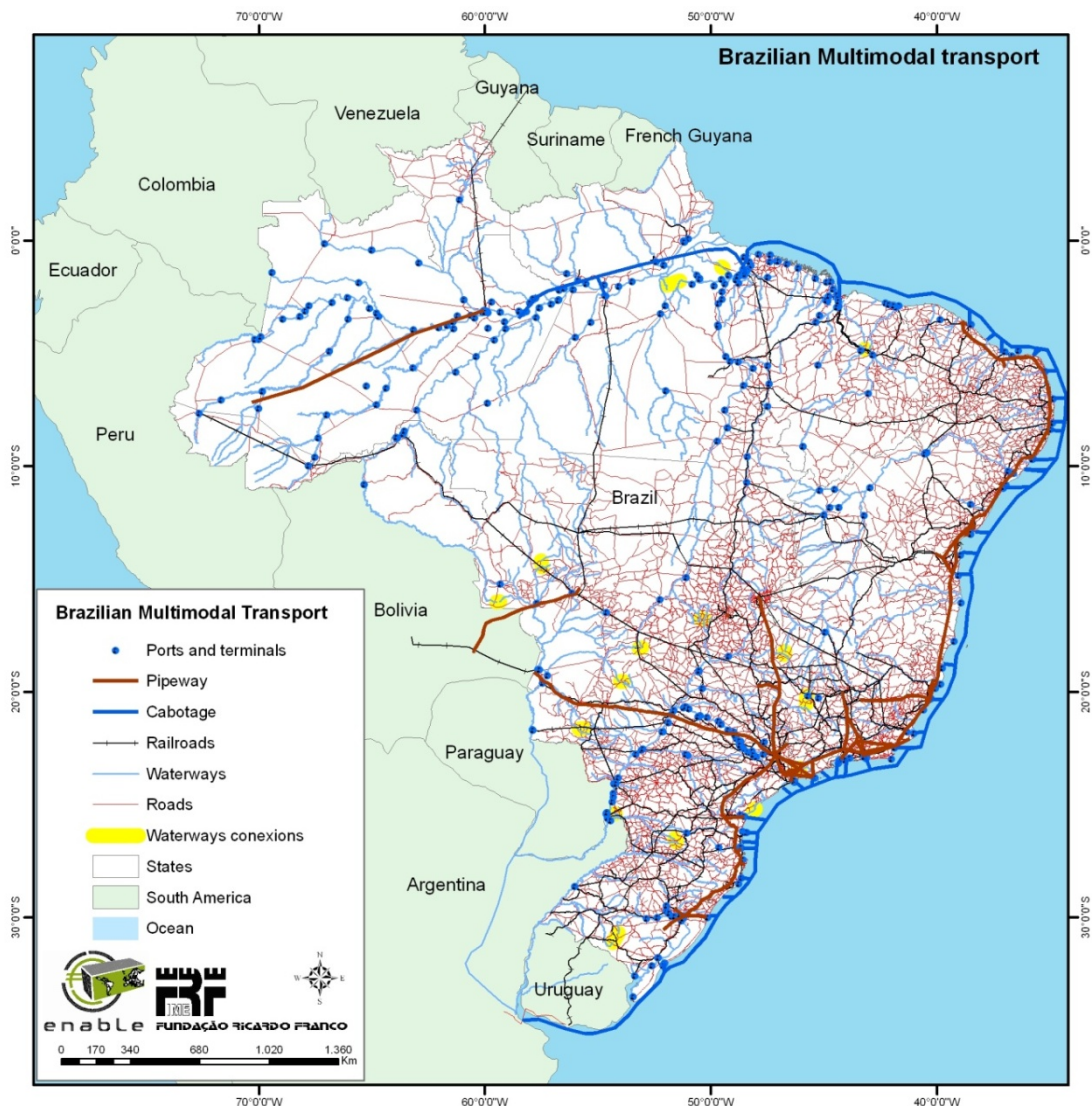 70°0'0"W
60°0'0"W
50°0'0"W
40°0'0"W
Brazilian Multimodal transport
Guyana
Venezuela
Suriname
French Guyana
Colombia
0°0'0"
0°0'0"
Ecuador
Peru
10°0'0"S
10°0'0"S
Brazil
Bolivia
20°0'0"S
20°0'0"S
Paraguay
Argentina
30°0'0"S
30°0'0"S
Uruguay
Brazilian Multimodal Transport
Ports and terminals
Pipeway
Cabotage
Railroads
Waterways
Roads
Waterways conexions
States
South America
Ocean
N
W
E
S
IME
FRF
enable
FUNDAÇÃO RICARDO FRANCO
0 170 340 680 1.020 1.360
Km
70°0'0"W
60°0'0"W
50°0'0"W
40°0'0"W